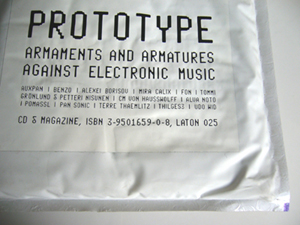 PROTOTYPE
ARMAMENTS AND ARMATURES
AGAINST ELECTRONIC MUSIC
AUXPAN | BENZO | ALEXEI BORISOV | MIRA CALIX | FON | TOMMI
GRÖNLUND & PETTERI NISUNEN | CM VON HAUSSWOLFF | ALVA NOTO
| POMASSL | PAN SONIC | TERRE THAEMLITZ | THILGES3 | UDO WID
CD & MAGAZINE, ISBN 3-9501659-0-8, LATON 025